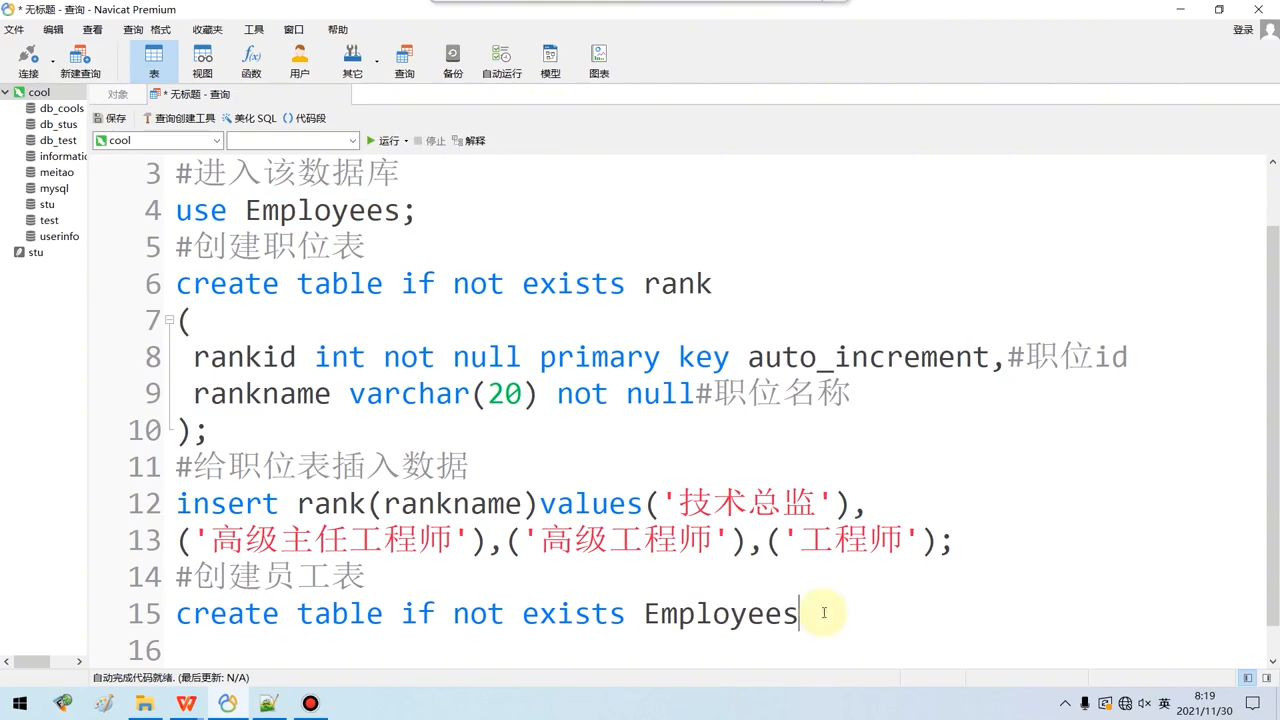 * 无标题 - 查询 - Navicat Premium
文件 编辑 查看 查询 格式 收藏夹 工具 窗口 帮助 登录
连接 新建查询 表 视图 函数 用户 其它 查询 备份 自动运行 模型 图表
cool
db_cools
db_stus
db_test
informatic
meitao
mysql
stu
test
userinfo
stu
对象 * 无标题 - 查询
保存 查询创建工具 美化 SQL () 代码段
cool 运行 停止 解释
3 #进入该数据库
4 use Employees;
5 #创建职位表
6 create table if not exists rank
7 (
8 rankid int not null primary key auto_increment,#职位id
9 rankname varchar(20) not null#职位名称
10 );
11 #给职位表插入数据
12 insert rank(rankname)values('技术总监'),
13 ('高级主任工程师'),('高级工程师'),('工程师');
14 #创建员工表
15 create table if not exists Employees
16
自动完成代码就绪. (最后更新: N/A)
英 8:19
2021/11/30